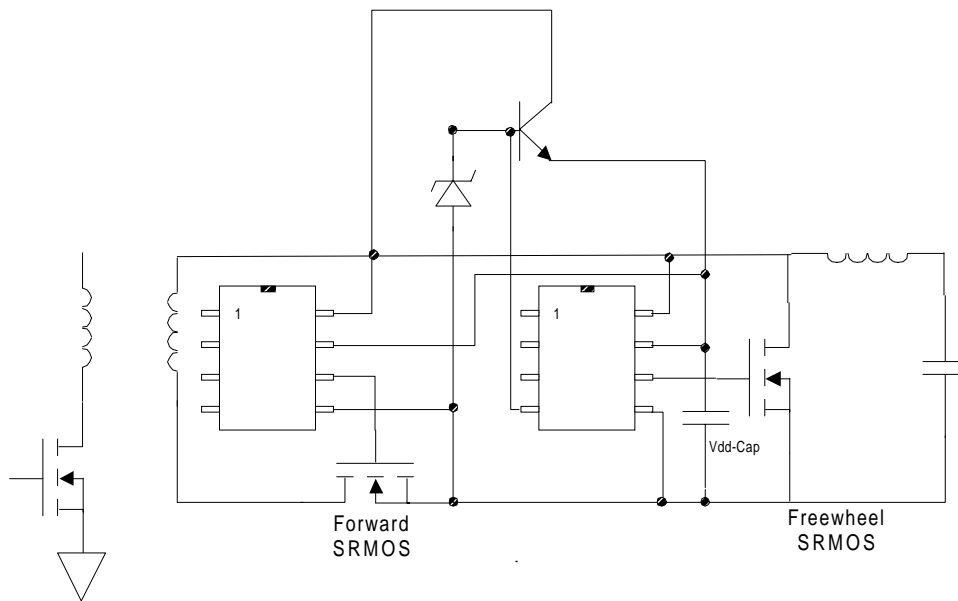 1
1
Vdd-Cap
Forward
SRMOS
Freewheel
SRMOS